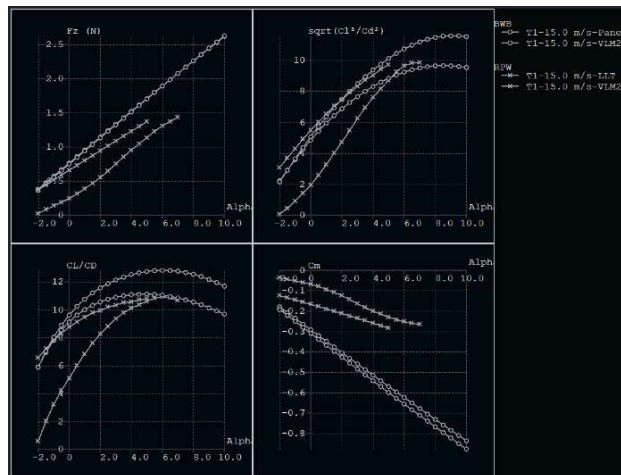 Fz (N)
2.5
2.0
1.5
1.0
0.5
0
-2.0 0 2.0 4.0 6.0 8.0 10.0
Alpha
sqrt(Cl³/Cd²)
10
8
6
4
2
0
-2.0 0 2.0 4.0 6.0 8.0 10.0
Alpha
BWB
T1-15.0 m/s-Pane
T1-15.0 m/s-VLM2
RPW
T1-15.0 m/s-LLT
T1-15.0 m/s-VLM2
CL/CD
12
10
8
6
4
2
0
-2.0 0 2.0 4.0 6.0 8.0 10.0
Alph
Cm
Alph
-2.0 0 2.0 4.0 6.0 8.0 10.0
-0
-0.1
-0.2
-0.3
-0.4
-0.5
-0.6
-0.7
-0.8